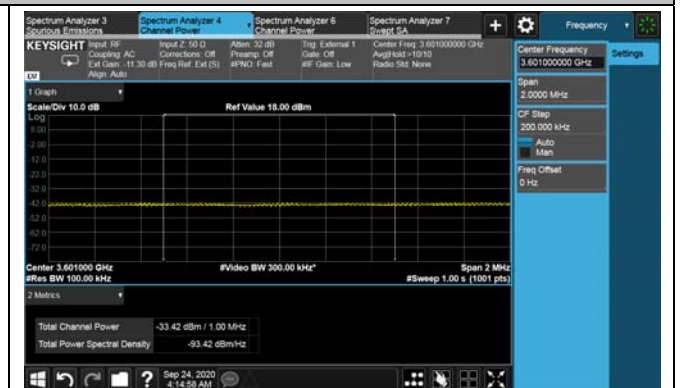 Spectrum Analyzer 3
Spurious Emissions
Spectrum Analyzer 4
Channel Power
Spectrum Analyzer 6
Channel Power
Spectrum Analyzer 7
Swept SA
Frequency
KEYSIGHT
Input: RF
Coupling: AC
Ext Gain: -11.30 dB
Align: Auto
Input Z: 50 Ω
Corrections: Off
Freq Ref: Ext (S)
Atten: 32 dB
Preamp: Off
#PNO: Fast
Trig: External 1
Gate: Off
#IF Gain: Low
Center Freq: 3.601000000 GHz
Avg|Hold:>10/10
Radio Std: None
1 Graph
Scale/Div 10.0 dB
Ref Value 18.00 dBm
Log
8.00
-2.00
-12.0
-22.0
-32.0
-42.0
-52.0
-62.0
-72.0
Center 3.601000 GHz
#Res BW 100.00 kHz
#Video BW 300.00 kHz*
Span 2 MHz
#Sweep 1.00 s (1001 pts)
2 Metrics
Total Channel Power -33.42 dBm / 1.00 MHz
Total Power Spectral Density -93.42 dBm/Hz
Center Frequency
3.601000000 GHz
Settings
Span
2.0000 MHz
CF Step
200.000 kHz
Auto
Man
Freq Offset
0 Hz
Sep 24, 2020
4:14:58 AM